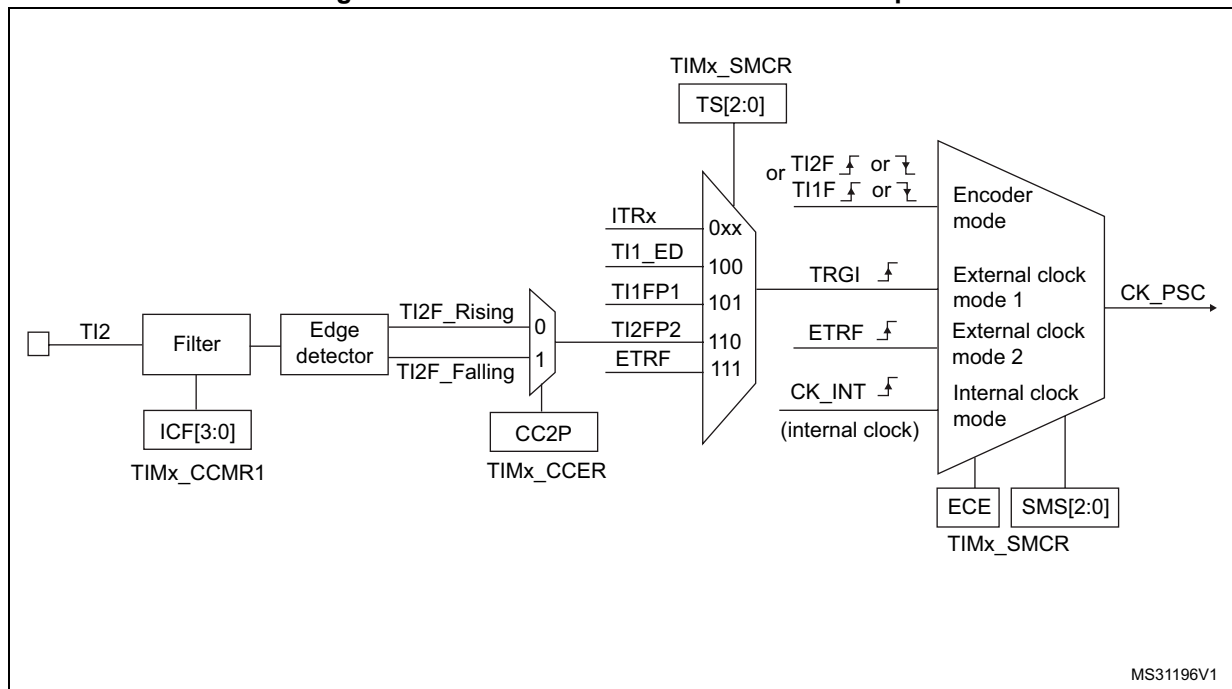 TIMx_SMCR
TS[2:0]
or TI2F or
TI1F or
Encoder
mode
ITRx
0xx
TI1_ED
100
TI1FP1
101
TRGI
External clock
mode 1
CK_PSC
TI2
Filter
Edge
detector
TI2F_Rising
0
TI2F_Falling
1
TI2FP2
110
ETRF
111
ETRF
External clock
mode 2
CK_INT
(internal clock)
Internal clock
mode
ICF[3:0]
TIMx_CCMR1
CC2P
TIMx_CCER
ECE
SMS[2:0]
TIMx_SMCR
MS31196V1